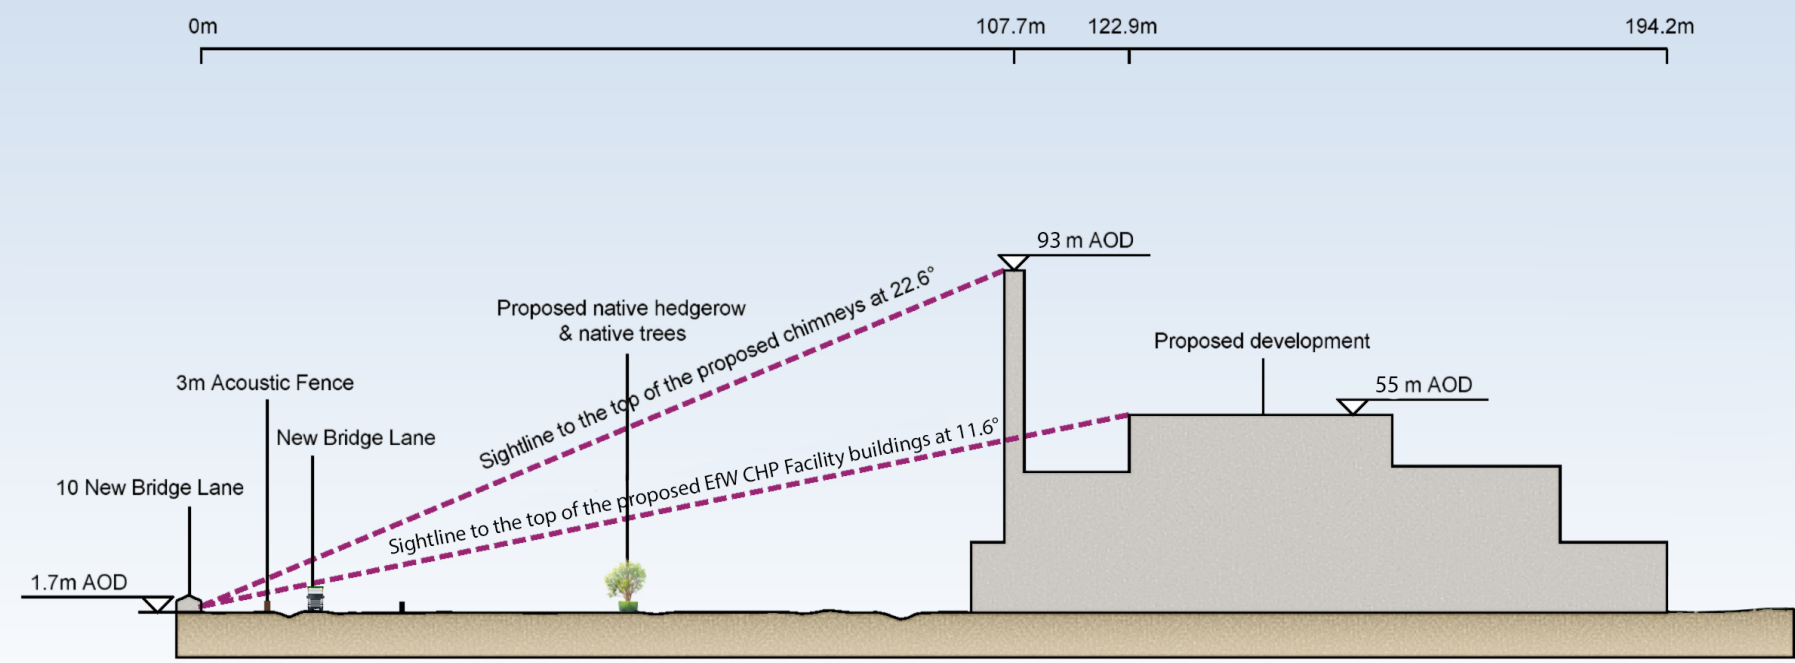 0m
107.7m
122.9m
194.2m
93 m AOD
Sightline to the top of the proposed chimneys at 22.6°
Proposed native hedgerow
& native trees
Proposed development
3m Acoustic Fence
55 m AOD
New Bridge Lane
Sightline to the top of the proposed EfW CHP Facility buildings at 11.6°
10 New Bridge Lane
1.7m AOD